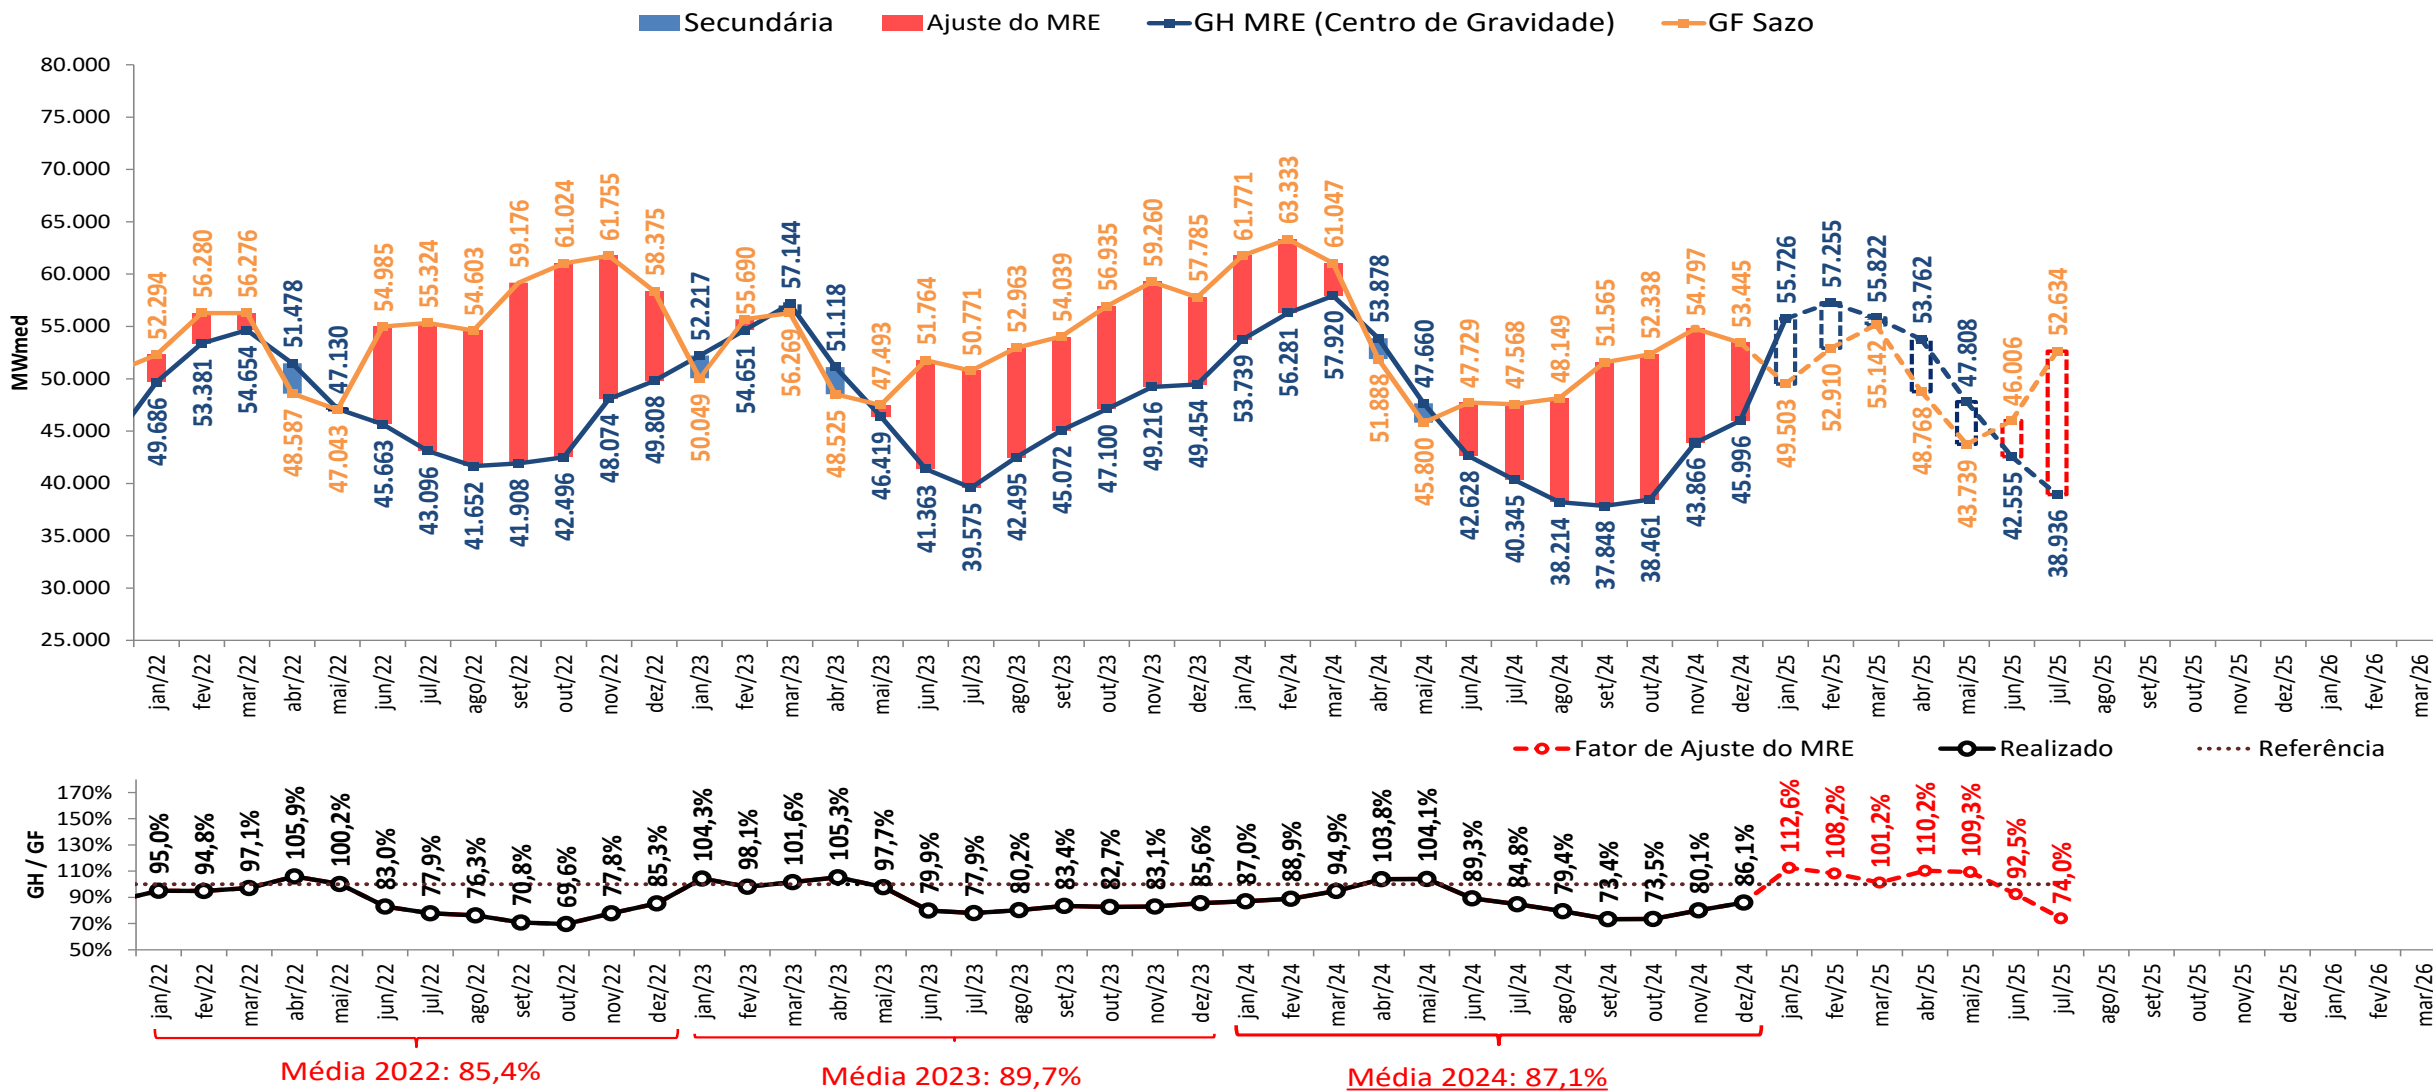 Secundária Ajuste do MRE GH MRE (Centro de Gravidade) GF Sazo
MWmed
80.000
75.000
70.000
65.000
60.000
55.000
50.000
45.000
40.000
35.000
30.000
25.000
52.294 56.280 56.276 48.587 47.043 54.985 55.324 54.603 59.176 61.024 61.755 58.375 50.049 55.690 56.269 48.525 47.493 51.764 50.771 52.963 54.039 56.935 59.260 57.785 61.771 63.333 61.047 51.888 45.800 47.729 47.568 48.149 51.565 52.338 54.797 53.445 49.503 52.910 55.142 48.768 43.739 46.006 52.634
49.686 53.381 54.654 51.478 47.130 45.663 43.096 41.652 41.908 42.496 48.074 49.808 52.217 54.651 57.144 51.118 46.419 41.363 39.575 42.495 45.072 47.100 49.216 49.454 53.739 56.281 57.920 53.878 47.660 42.628 40.345 38.214 37.848 38.461 43.866 45.996 55.726 57.255 55.822 53.762 47.808 42.555 38.936
jan/22 fev/22 mar/22 abr/22 mai/22 jun/22 jul/22 ago/22 set/22 out/22 nov/22 dez/22 jan/23 fev/23 mar/23 abr/23 mai/23 jun/23 jul/23 ago/23 set/23 out/23 nov/23 dez/23 jan/24 fev/24 mar/24 abr/24 mai/24 jun/24 jul/24 ago/24 set/24 out/24 nov/24 dez/24 jan/25 fev/25 mar/25 abr/25 mai/25 jun/25 jul/25 ago/25 set/25 out/25 nov/25 dez/25 jan/26 fev/26 mar/26
Fator de Ajuste do MRE Realizado Referência
GH / GF
170%
150%
130%
110%
90%
70%
50%
95,0% 94,8% 97,1% 105,9% 100,2% 83,0% 77,9% 76,3% 70,8% 69,6% 77,8% 85,3% 104,3% 98,1% 101,6% 105,3% 97,7% 79,9% 77,9% 80,2% 83,4% 82,7% 83,1% 85,6% 87,0% 88,9% 94,9% 103,8% 104,1% 89,3% 84,8% 79,4% 73,4% 73,5% 80,1% 86,1% 112,6% 108,2% 101,2% 110,2% 109,3% 92,5% 74,0%
jan/22 fev/22 mar/22 abr/22 mai/22 jun/22 jul/22 ago/22 set/22 out/22 nov/22 dez/22 jan/23 fev/23 mar/23 abr/23 mai/23 jun/23 jul/23 ago/23 set/23 out/23 nov/23 dez/23 jan/24 fev/24 mar/24 abr/24 mai/24 jun/24 jul/24 ago/24 set/24 out/24 nov/24 dez/24 jan/25 fev/25 mar/25 abr/25 mai/25 jun/25 jul/25 ago/25 set/25 out/25 nov/25 dez/25 jan/26 fev/26 mar/26
Média 2022: 85,4% Média 2023: 89,7% Média 2024: 87,1%